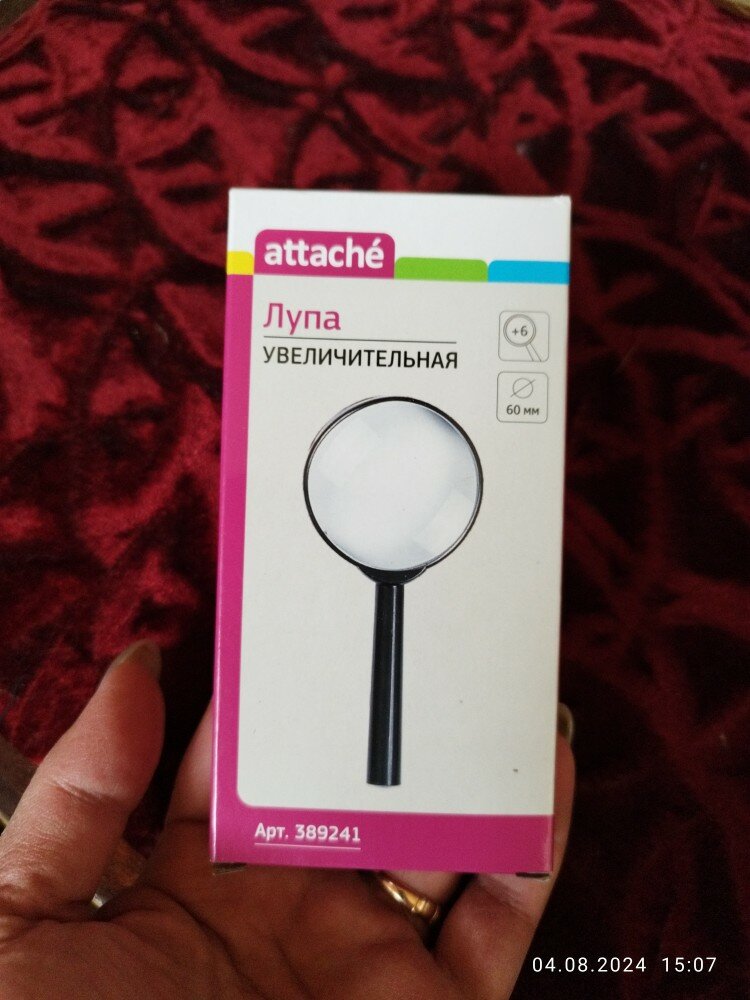 attaché
Лупа
УВЕЛИЧИТЕЛЬНАЯ
+6
60 мм
Арт. 389241
04.08.2024 15:07